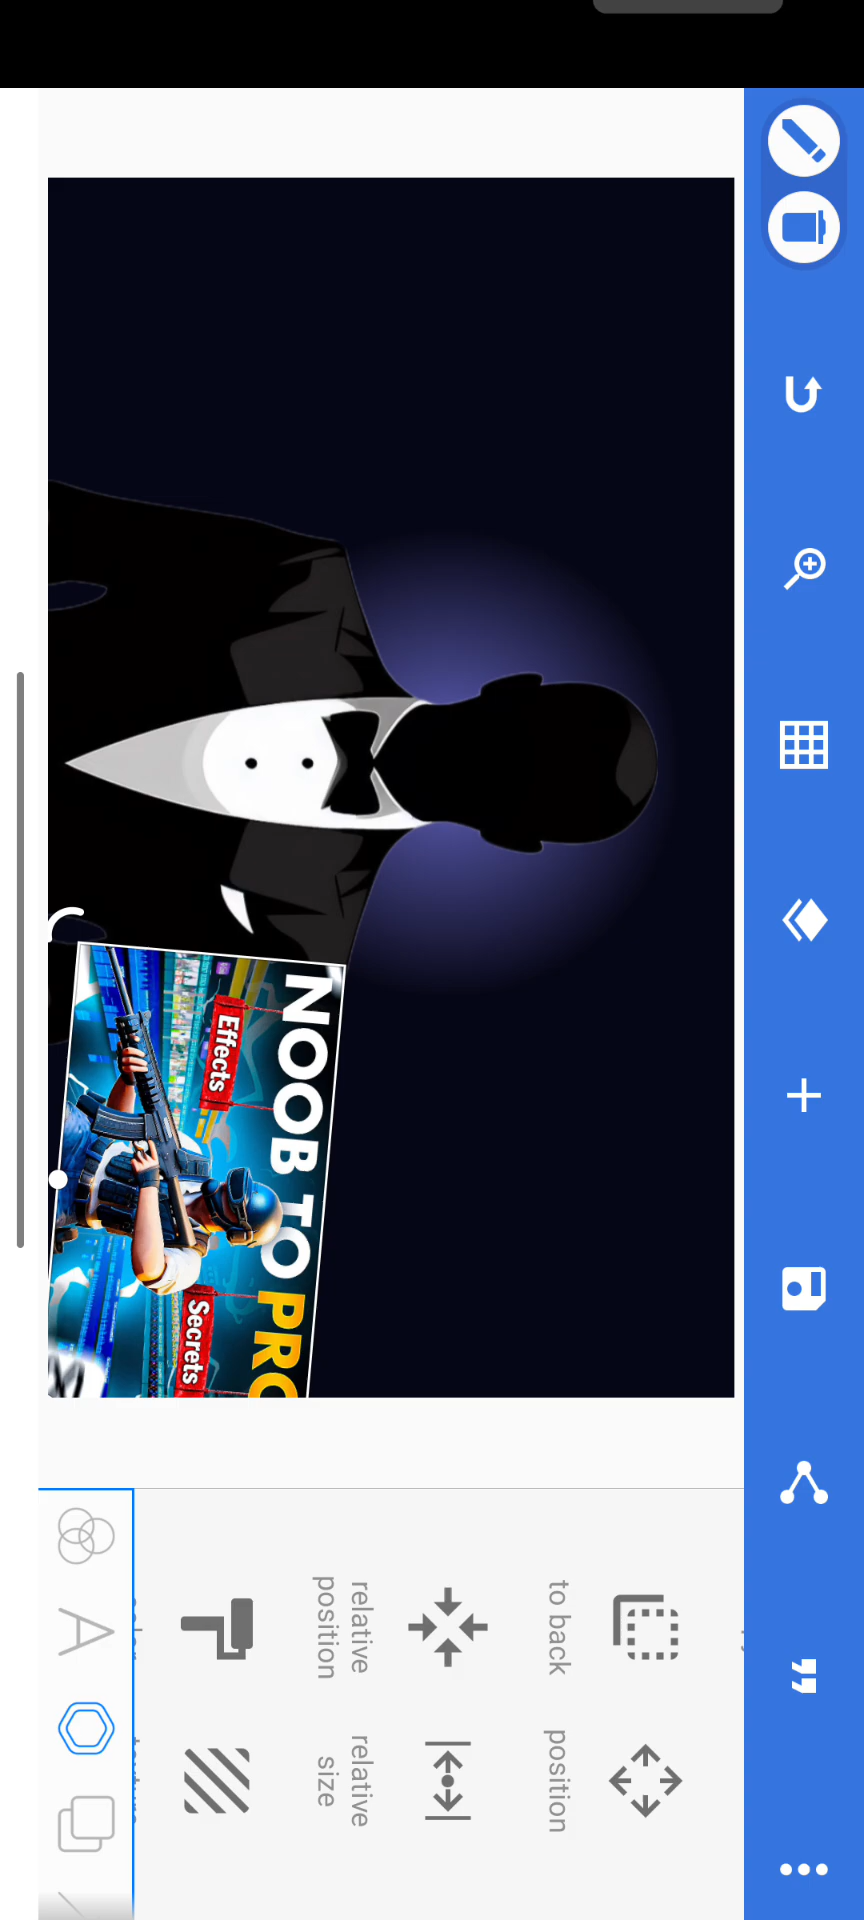 NOOB TO PRO
Effects
Secrets
to back
position
relative
position
relative
size